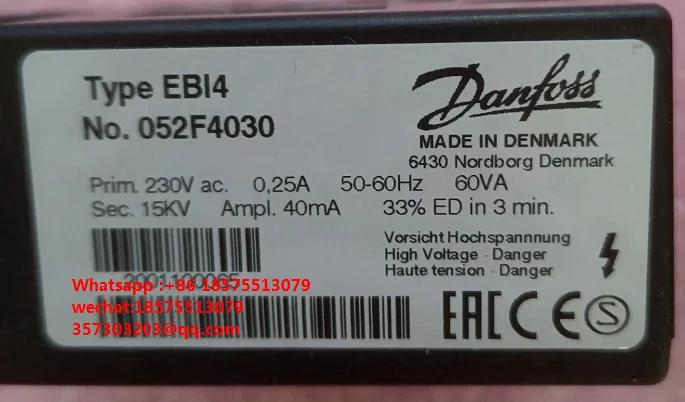 Type EBI4
No. 052F4030
Danfoss
MADE IN DENMARK
6430 Nordborg Denmark
Prim. 230V ac. 0,25A 50-60Hz 60VA
Sec. 15KV Ampl. 40mA 33% ED in 3 min.
Vorsicht Hochspannnung
High Voltage - Danger
Haute tension - Danger
Whatsapp :+86 18575513079
wechat:18575513079
357303203@qq.com
EAC CE S